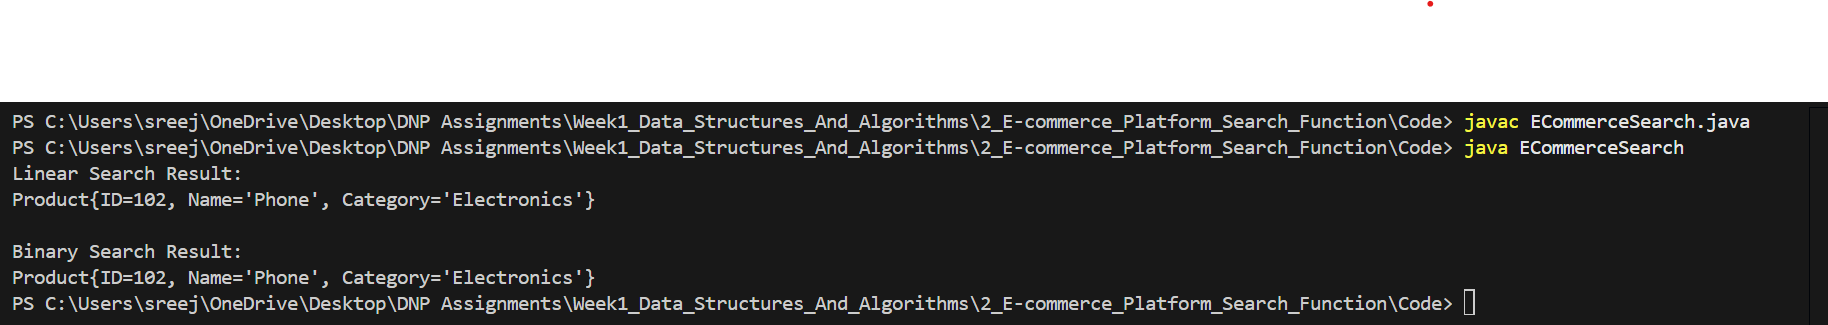 PS C:\Users\sreej\OneDrive\Desktop\DNP Assignments\Week1_Data_Structures_And_Algorithms\2_E-commerce_Platform_Search_Function\Code> javac ECommerceSearch.java
PS C:\Users\sreej\OneDrive\Desktop\DNP Assignments\Week1_Data_Structures_And_Algorithms\2_E-commerce_Platform_Search_Function\Code> java ECommerceSearch
Linear Search Result:
Product{ID=102, Name='Phone', Category='Electronics'}
Binary Search Result:
Product{ID=102, Name='Phone', Category='Electronics'}
PS C:\Users\sreej\OneDrive\Desktop\DNP Assignments\Week1_Data_Structures_And_Algorithms\2_E-commerce_Platform_Search_Function\Code>